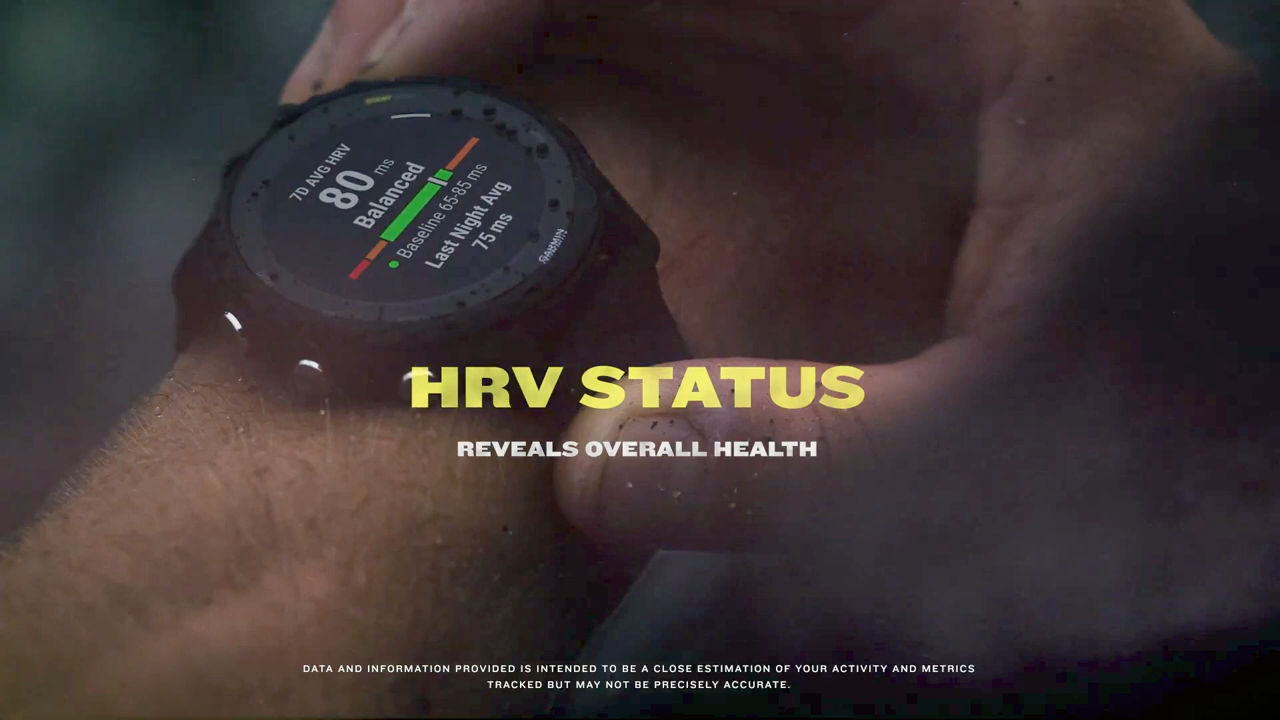 START
7D AVG HRV
80 ms
Balanced
Baseline 65-85 ms
Last Night Avg
75 ms
GARMIN
HRV STATUS
REVEALS OVERALL HEALTH
DATA AND INFORMATION PROVIDED IS INTENDED TO BE A CLOSE ESTIMATION OF YOUR ACTIVITY AND METRICS
TRACKED BUT MAY NOT BE PRECISELY ACCURATE.